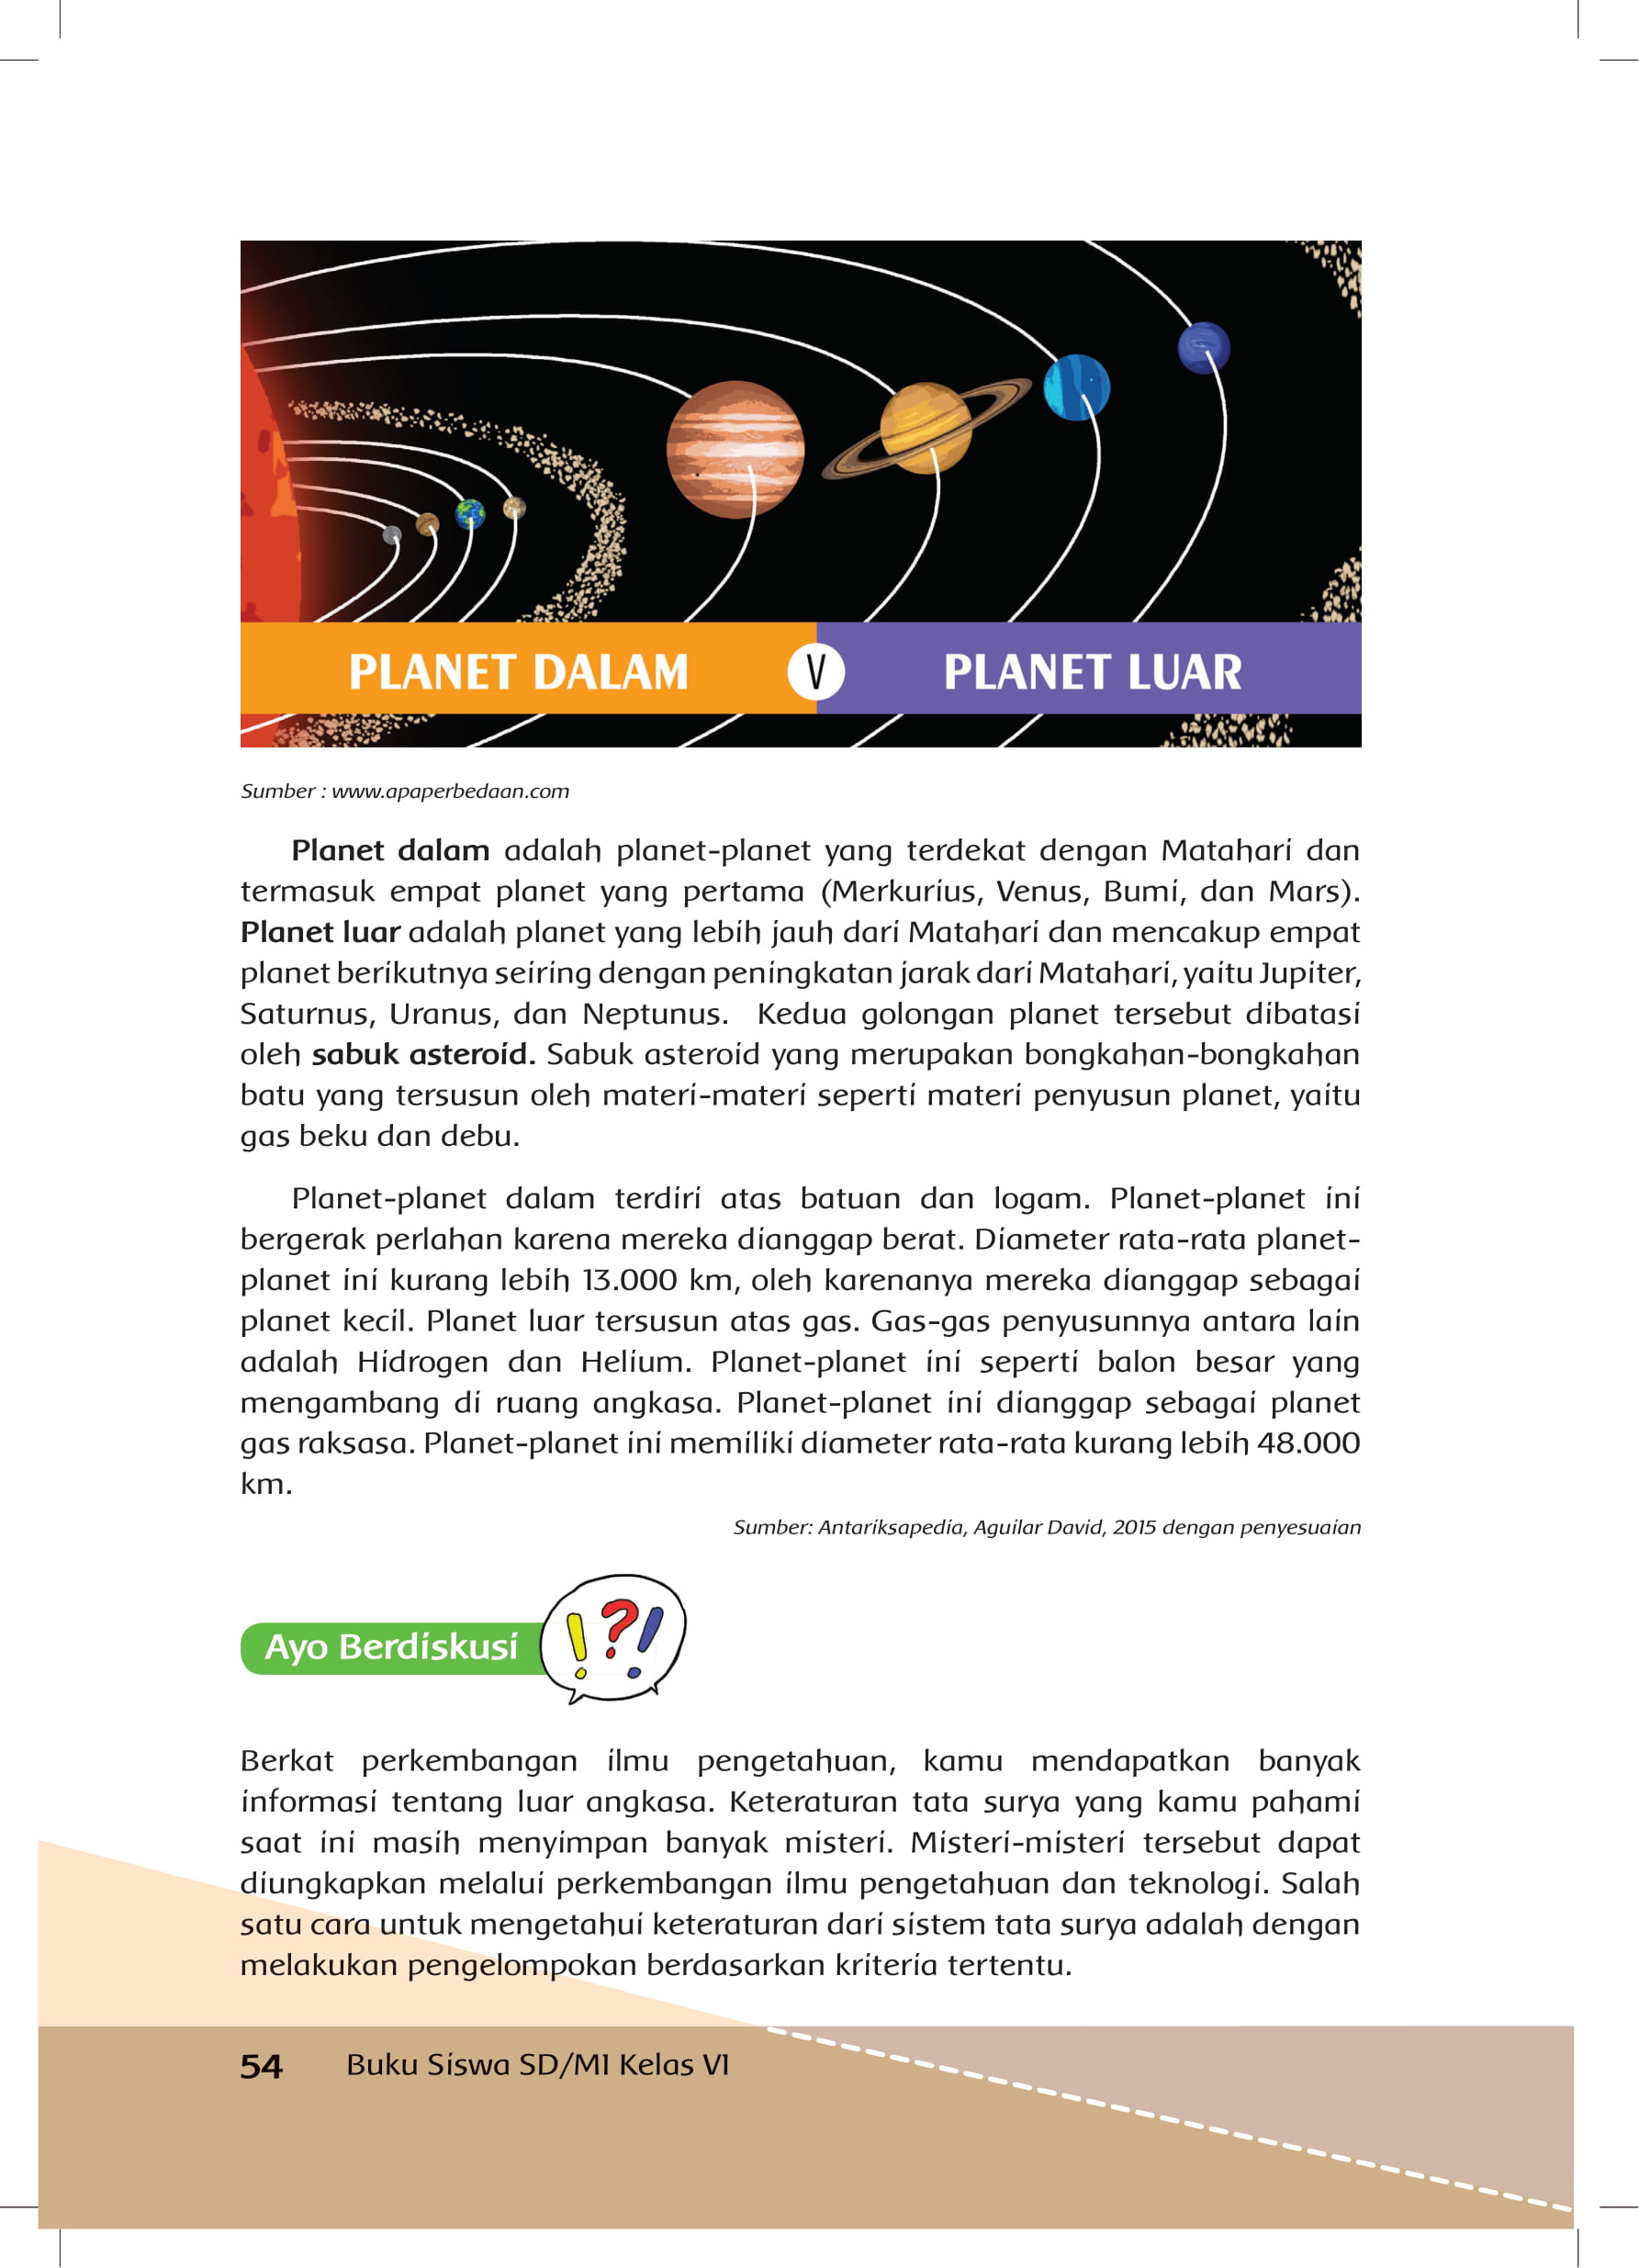 PLANET DALAM V PLANET LUAR
Sumber : www.apaperbedaan.com
Planet dalam adalah planet-planet yang terdekat dengan Matahari dan
termasuk empat planet yang pertama (Merkurius, Venus, Bumi, dan Mars).
Planet luar adalah planet yang lebih jauh dari Matahari dan mencakup empat
planet berikutnya seiring dengan peningkatan jarak dari Matahari, yaitu Jupiter,
Saturnus, Uranus, dan Neptunus. Kedua golongan planet tersebut dibatasi
oleh sabuk asteroid. Sabuk asteroid yang merupakan bongkahan-bongkahan
batu yang tersusun oleh materi-materi seperti materi penyusun planet, yaitu
gas beku dan debu.
Planet-planet dalam terdiri atas batuan dan logam. Planet-planet ini
bergerak perlahan karena mereka dianggap berat. Diameter rata-rata planet-
planet ini kurang lebih 13.000 km, oleh karenanya mereka dianggap sebagai
planet kecil. Planet luar tersusun atas gas. Gas-gas penyusunnya antara lain
adalah Hidrogen dan Helium. Planet-planet ini seperti balon besar yang
mengambang di ruang angkasa. Planet-planet ini dianggap sebagai planet
gas raksasa. Planet-planet ini memiliki diameter rata-rata kurang lebih 48.000
km.
Sumber: Antariksapedia, Aguilar David, 2015 dengan penyesuaian
Ayo Berdiskusi !?!
Berkat perkembangan ilmu pengetahuan, kamu mendapatkan banyak
informasi tentang luar angkasa. Keteraturan tata surya yang kamu pahami
saat ini masih menyimpan banyak misteri. Misteri-misteri tersebut dapat
diungkapkan melalui perkembangan ilmu pengetahuan dan teknologi. Salah
satu cara untuk mengetahui keteraturan dari sistem tata surya adalah dengan
melakukan pengelompokan berdasarkan kriteria tertentu.
54 Buku Siswa SD/MI Kelas VI